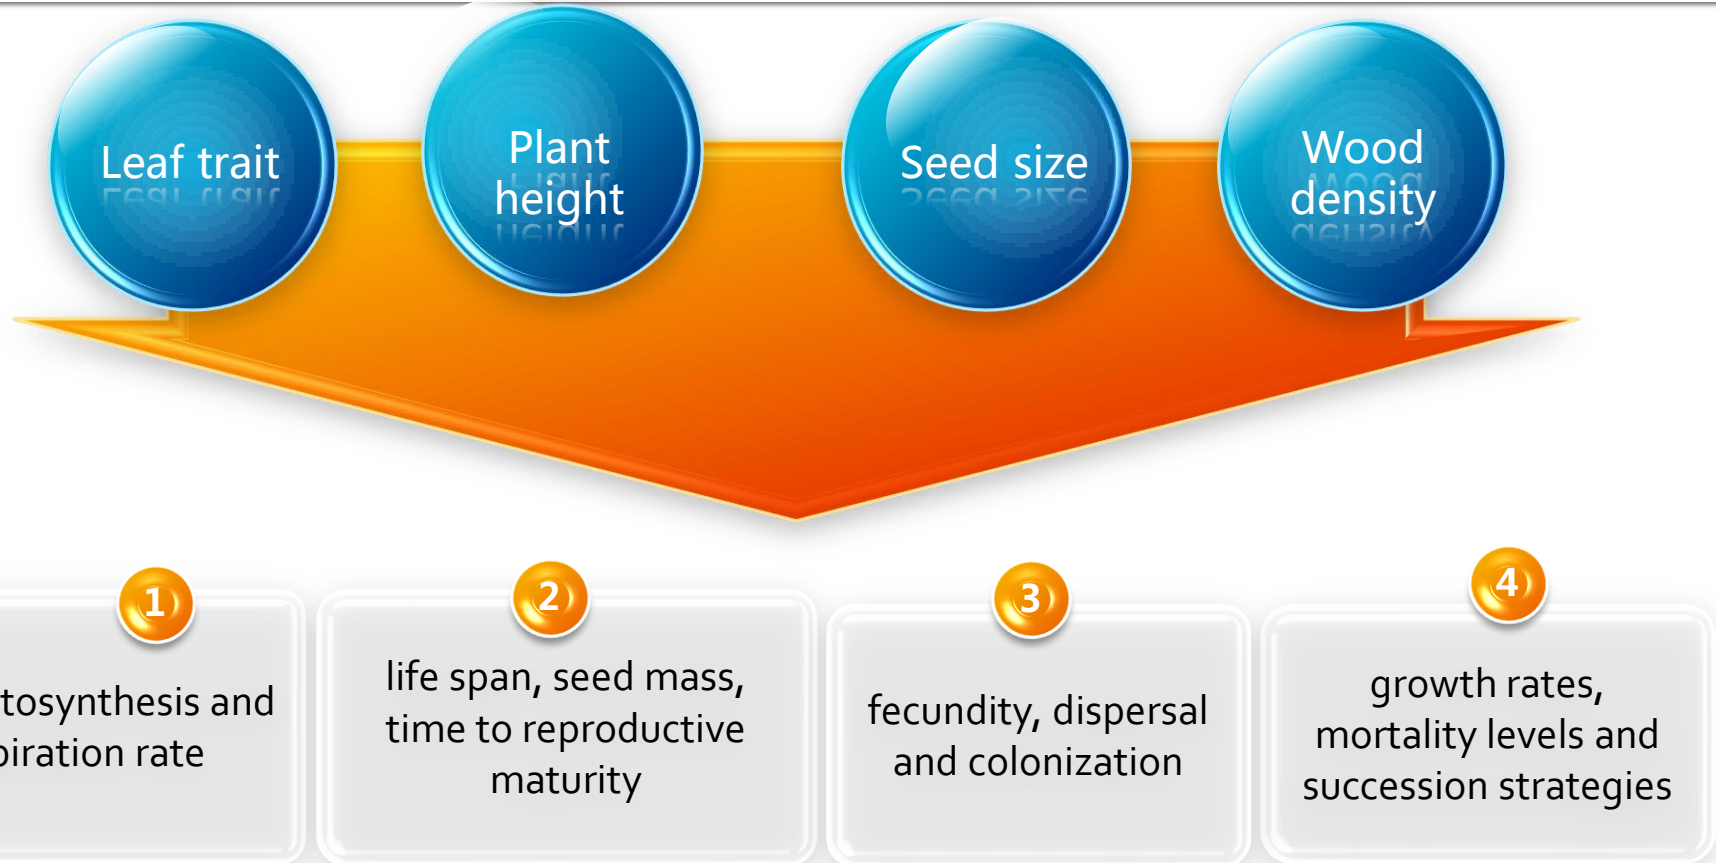 Leaf trait
Plant
height
Seed size
Wood
density
1
tosynthesis and
piration rate
2
life span, seed mass,
time to reproductive
maturity
3
fecundity, dispersal
and colonization
4
growth rates,
mortality levels and
succession strategies